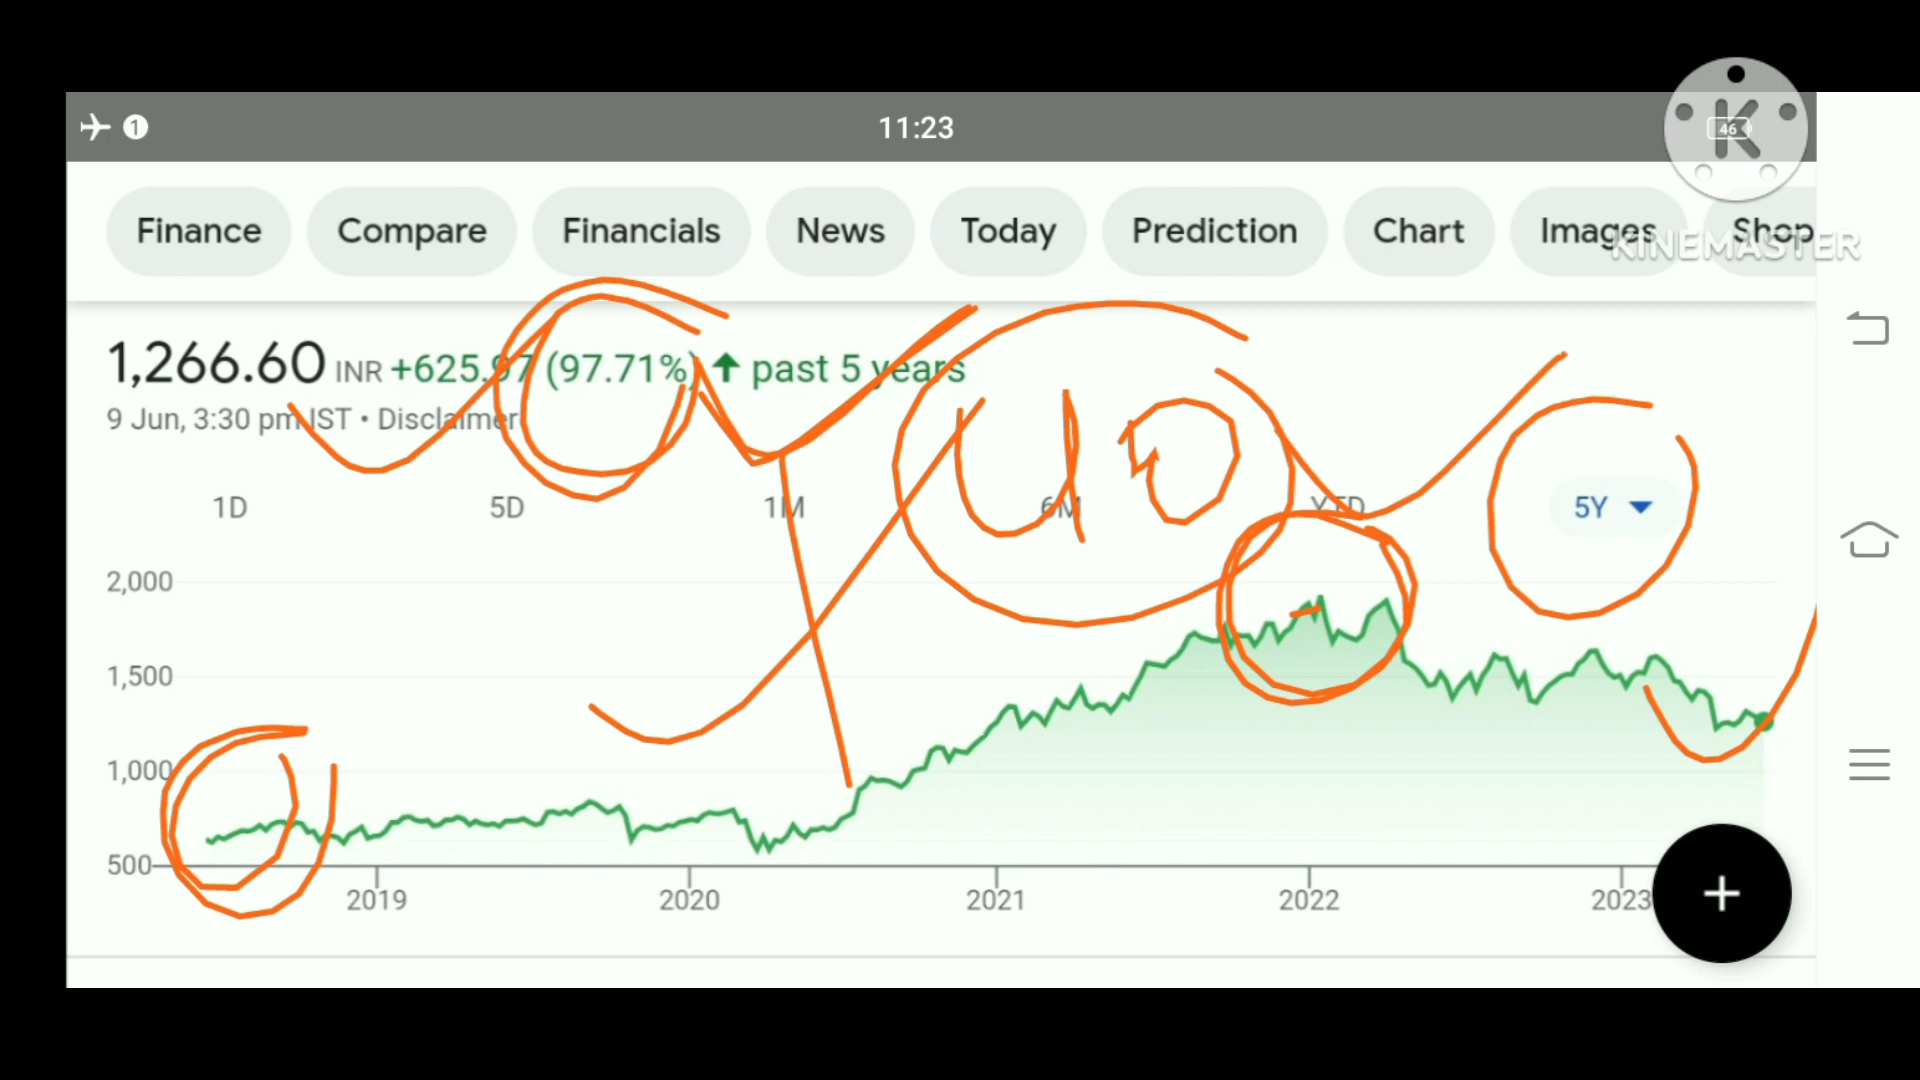 1 11:23 46
KINEMASTER
Finance Compare Financials News Today Prediction Chart Images Shop
1,266.60 INR +625.97 (97.71%) past 5 years
9 Jun, 3:30 pm IST • Disclaimer
1D 5D 1M 6M YTD 5Y
2,000
1,500
1,000
500
2019 2020 2021 2022 2023